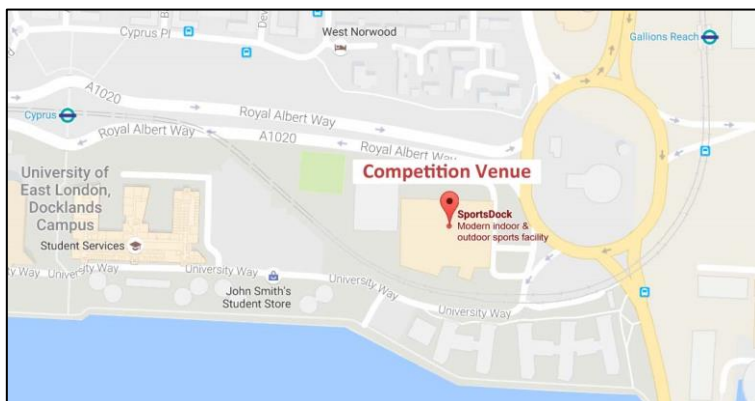 Cyprus Pl
West Norwood
Gallions Reach
A1020
Royal Albert Way
Cyprus
Royal Albert Way
A1020
Royal Albert Way
Competition Venue
University of
East London,
Docklands
Campus
SportsDock
Modern indoor &
outdoor sports facility
Student Services
University Way
University Way
John Smith's
Student Store
University Way
University Way